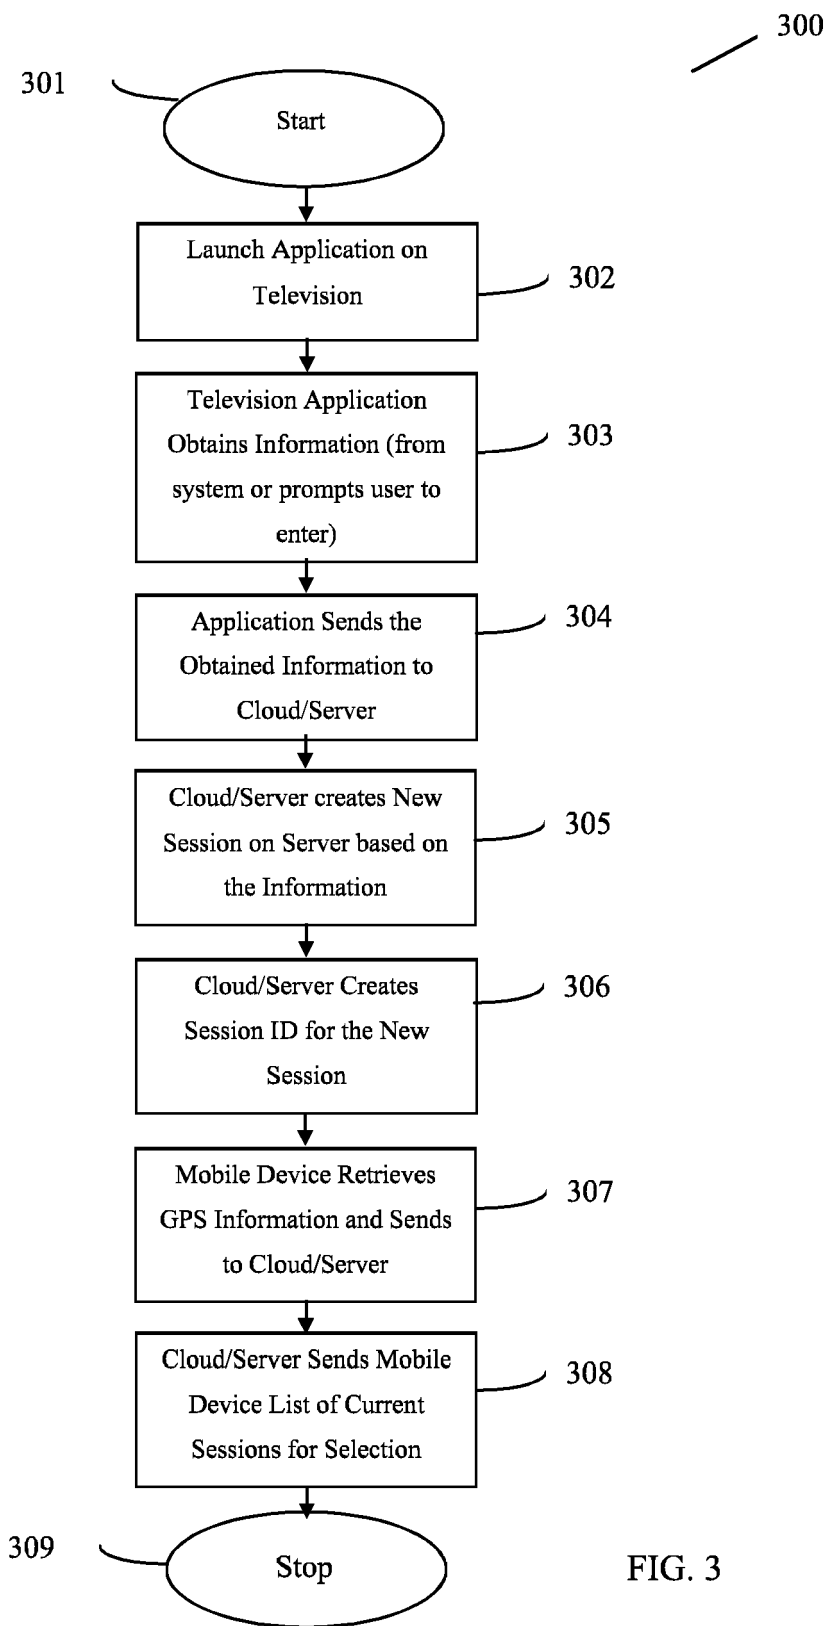 300
301
Start
Launch Application on
Television
302
Television Application
Obtains Information (from
system or prompts user to
enter)
303
Application Sends the
Obtained Information to
Cloud/Server
304
Cloud/Server creates New
Session on Server based on
the Information
305
Cloud/Server Creates
Session ID for the New
Session
306
Mobile Device Retrieves
GPS Information and Sends
to Cloud/Server
307
Cloud/Server Sends Mobile
Device List of Current
Sessions for Selection
308
309
Stop
FIG. 3